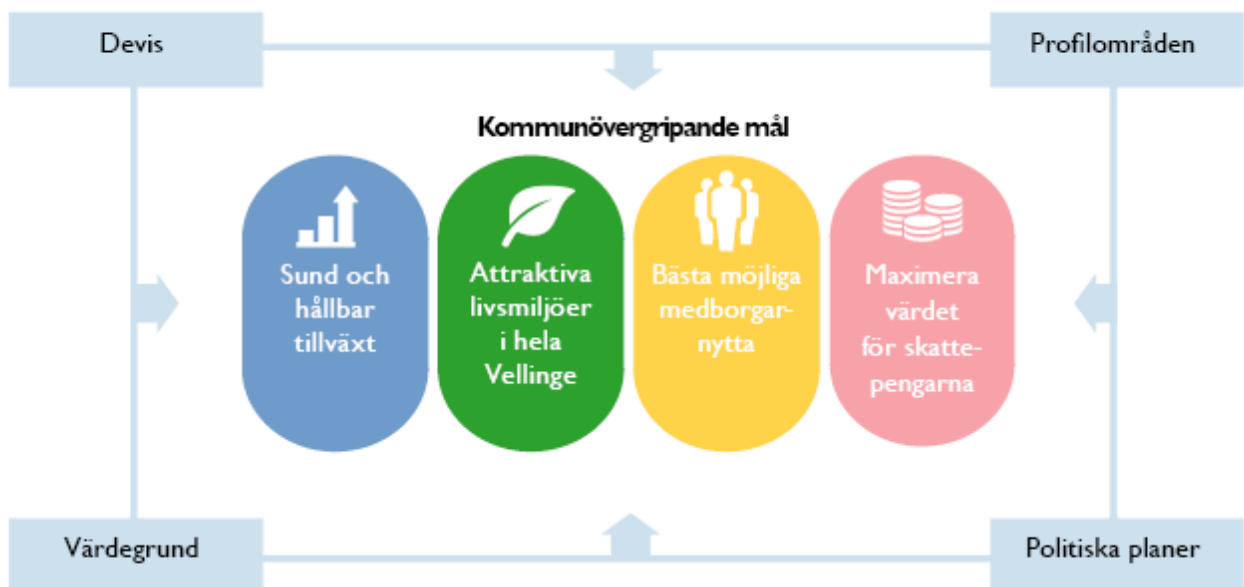 Devis
Profilområden
Kommunövergripande mål
Sund och
hållbar
tillväxt
Attraktiva
livsmiljöer
i hela
Vellinge
Bästa möjliga
medborgar-
nytta
Maximera
värdet
för skatte-
pengarna
Värdegrund
Politiska planer